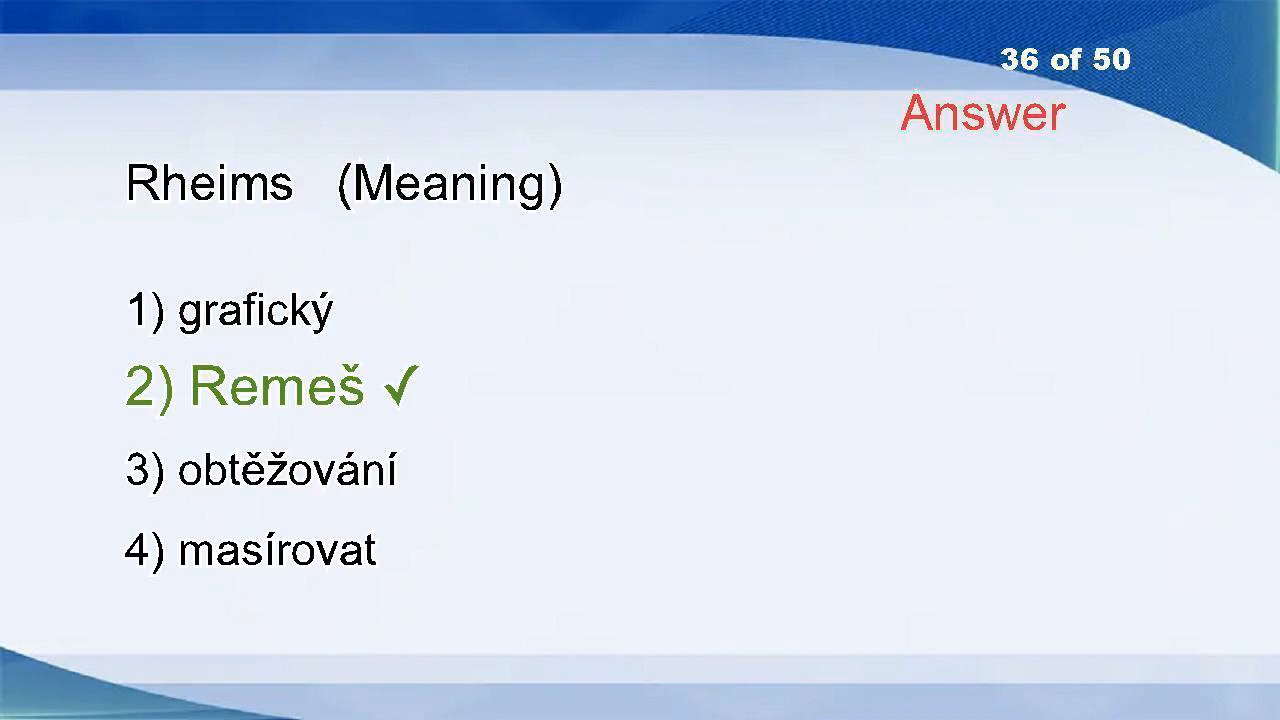 36 of 50
Answer
Rheims (Meaning)
1) grafický
2) Remeš ✓
3) obtěžování
4) masírovat